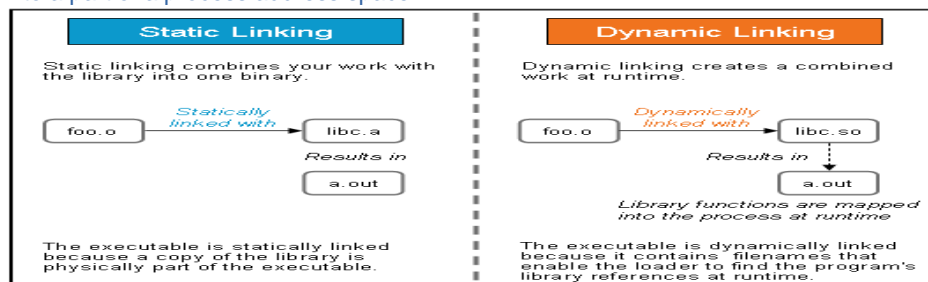 Static Linking
Static linking combines your work with
the library into one binary.
Statically
linked with
foo.o
libc.a
Results in
a.out
The executable is statically linked
because a copy of the library is
physically part of the executable.
Dynamic Linking
Dynamic linking creates a combined
work at runtime.
Dynamically
linked with
foo.o
libc.so
Results in
a.out
Library functions are mapped
into the process at runtime
The executable is dynamically linked
because it contains filenames that
enable the loader to find the program's
library references at runtime.